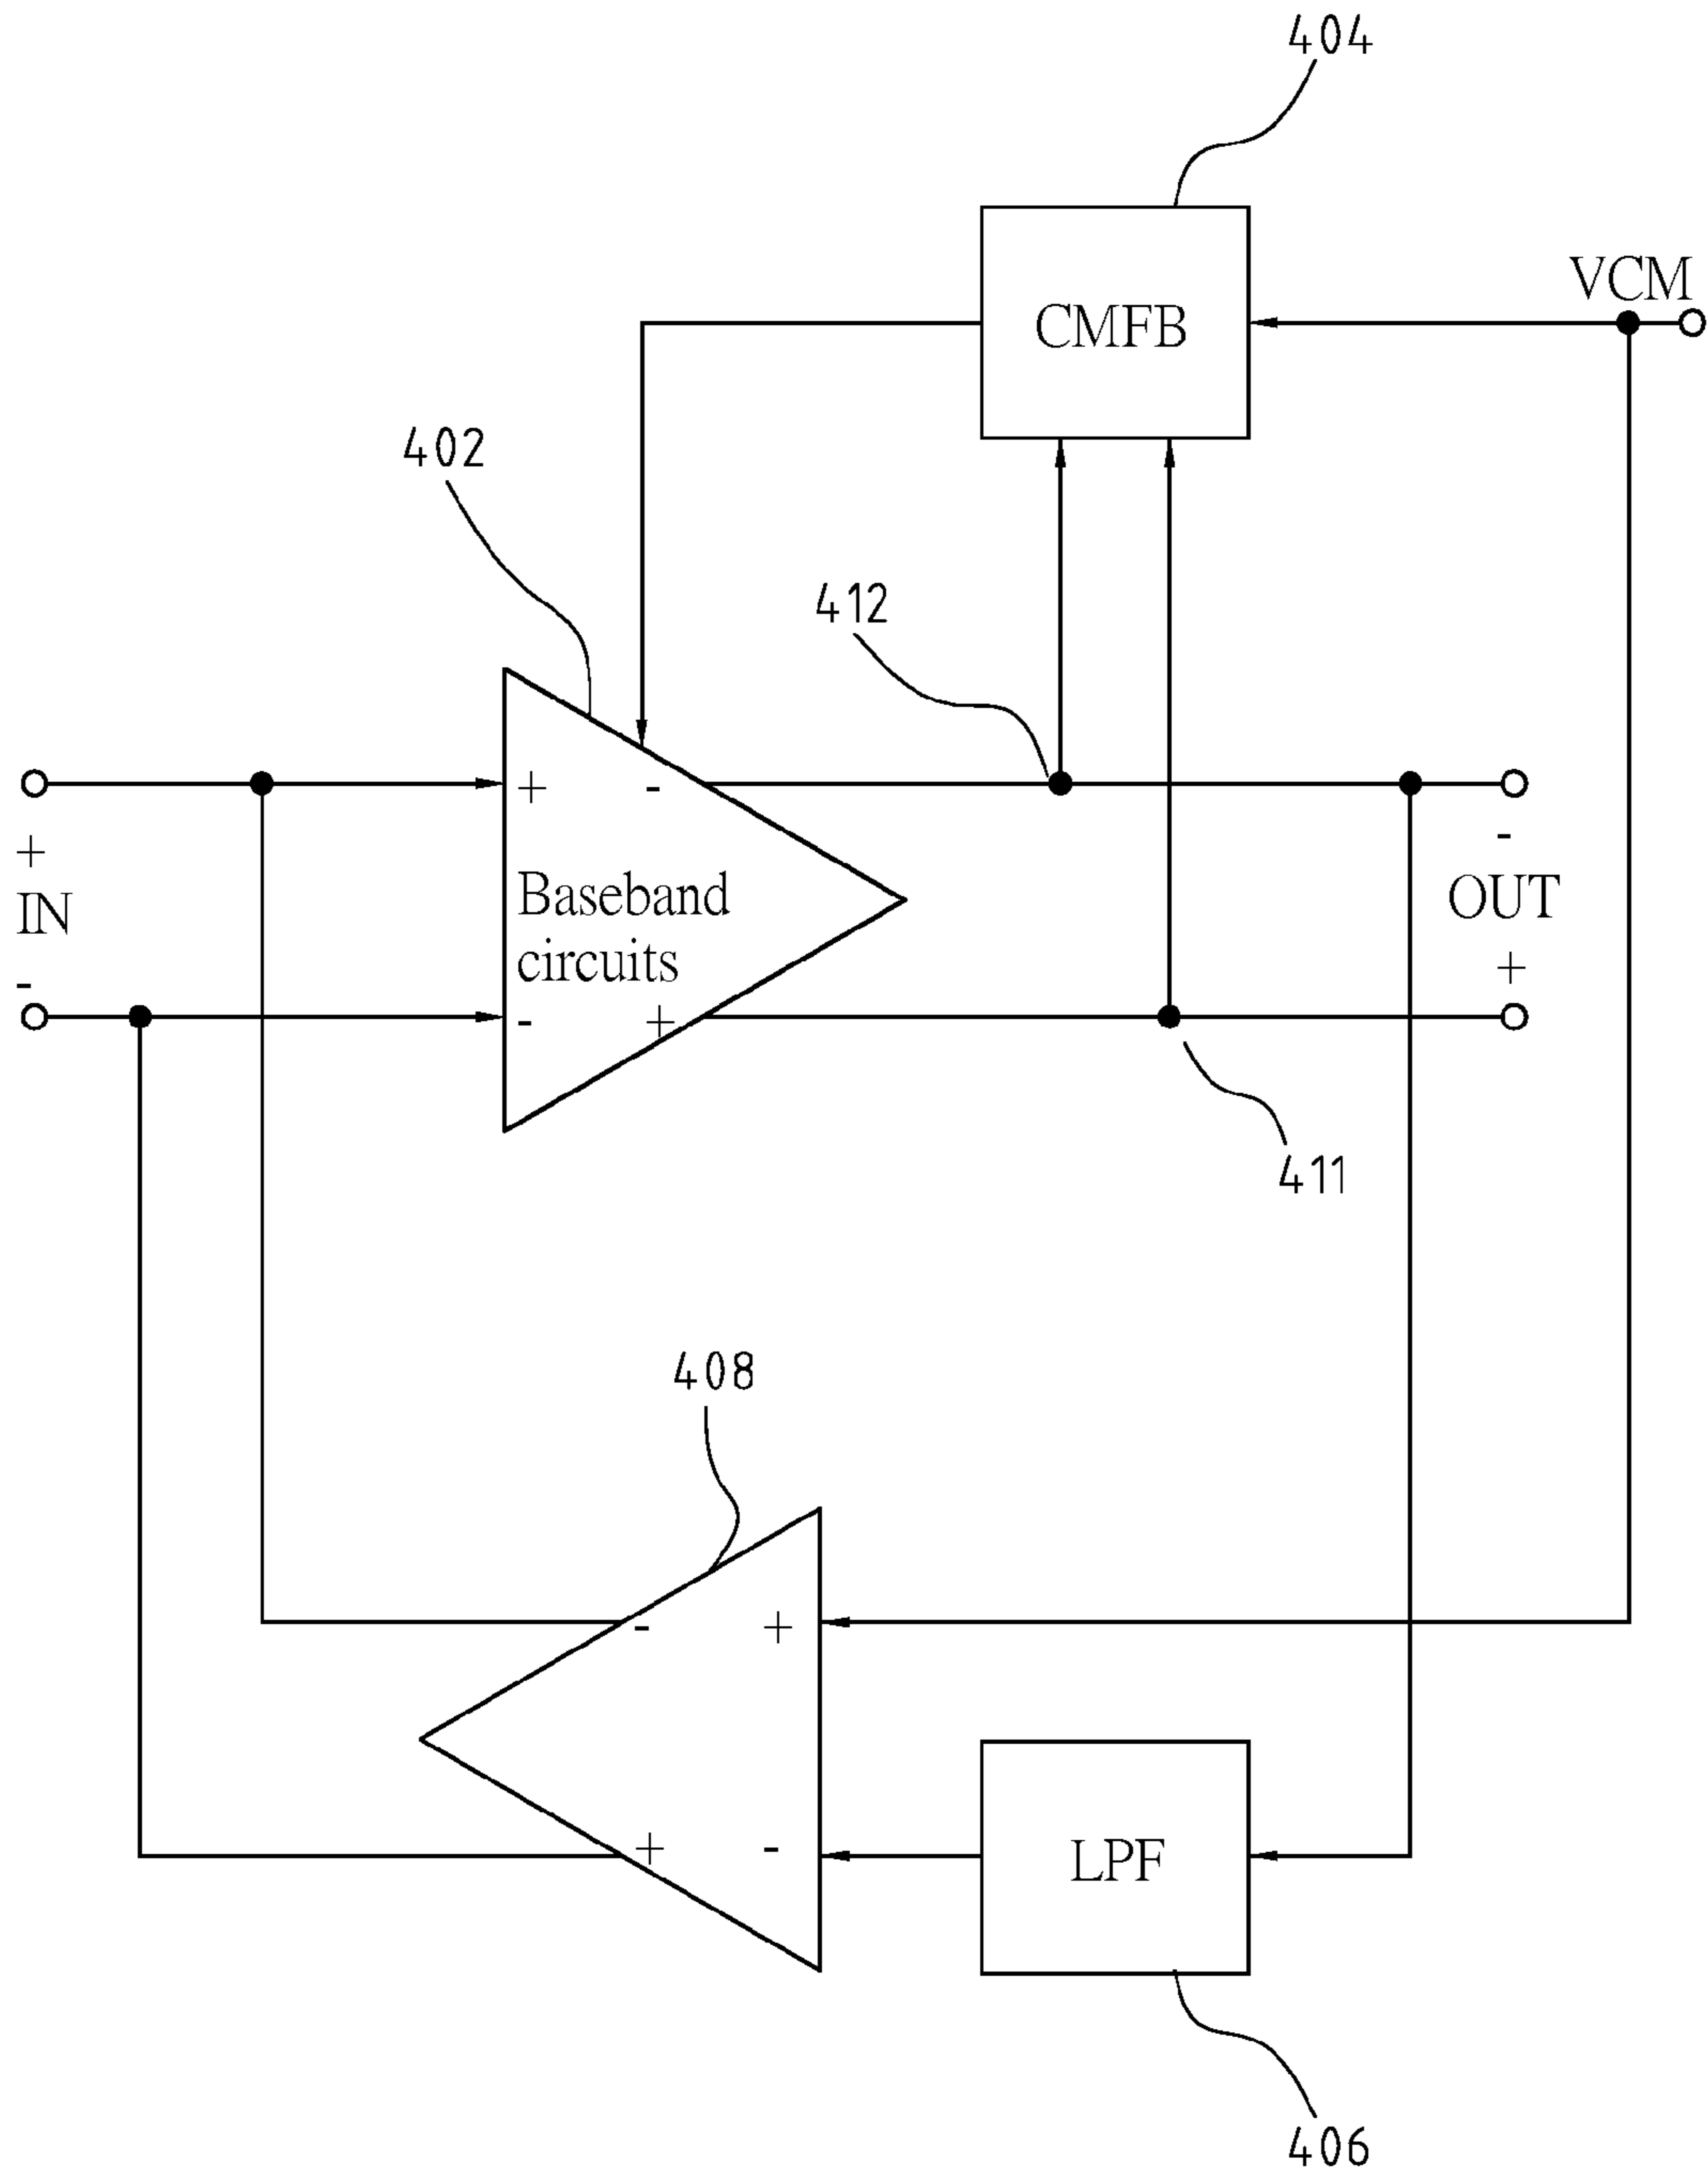 404
VCM
CMFB
402
412
+ -
+
-
IN
OUT
Baseband
circuits
-
+
- +
411
408
- +
+ -
LPF
406